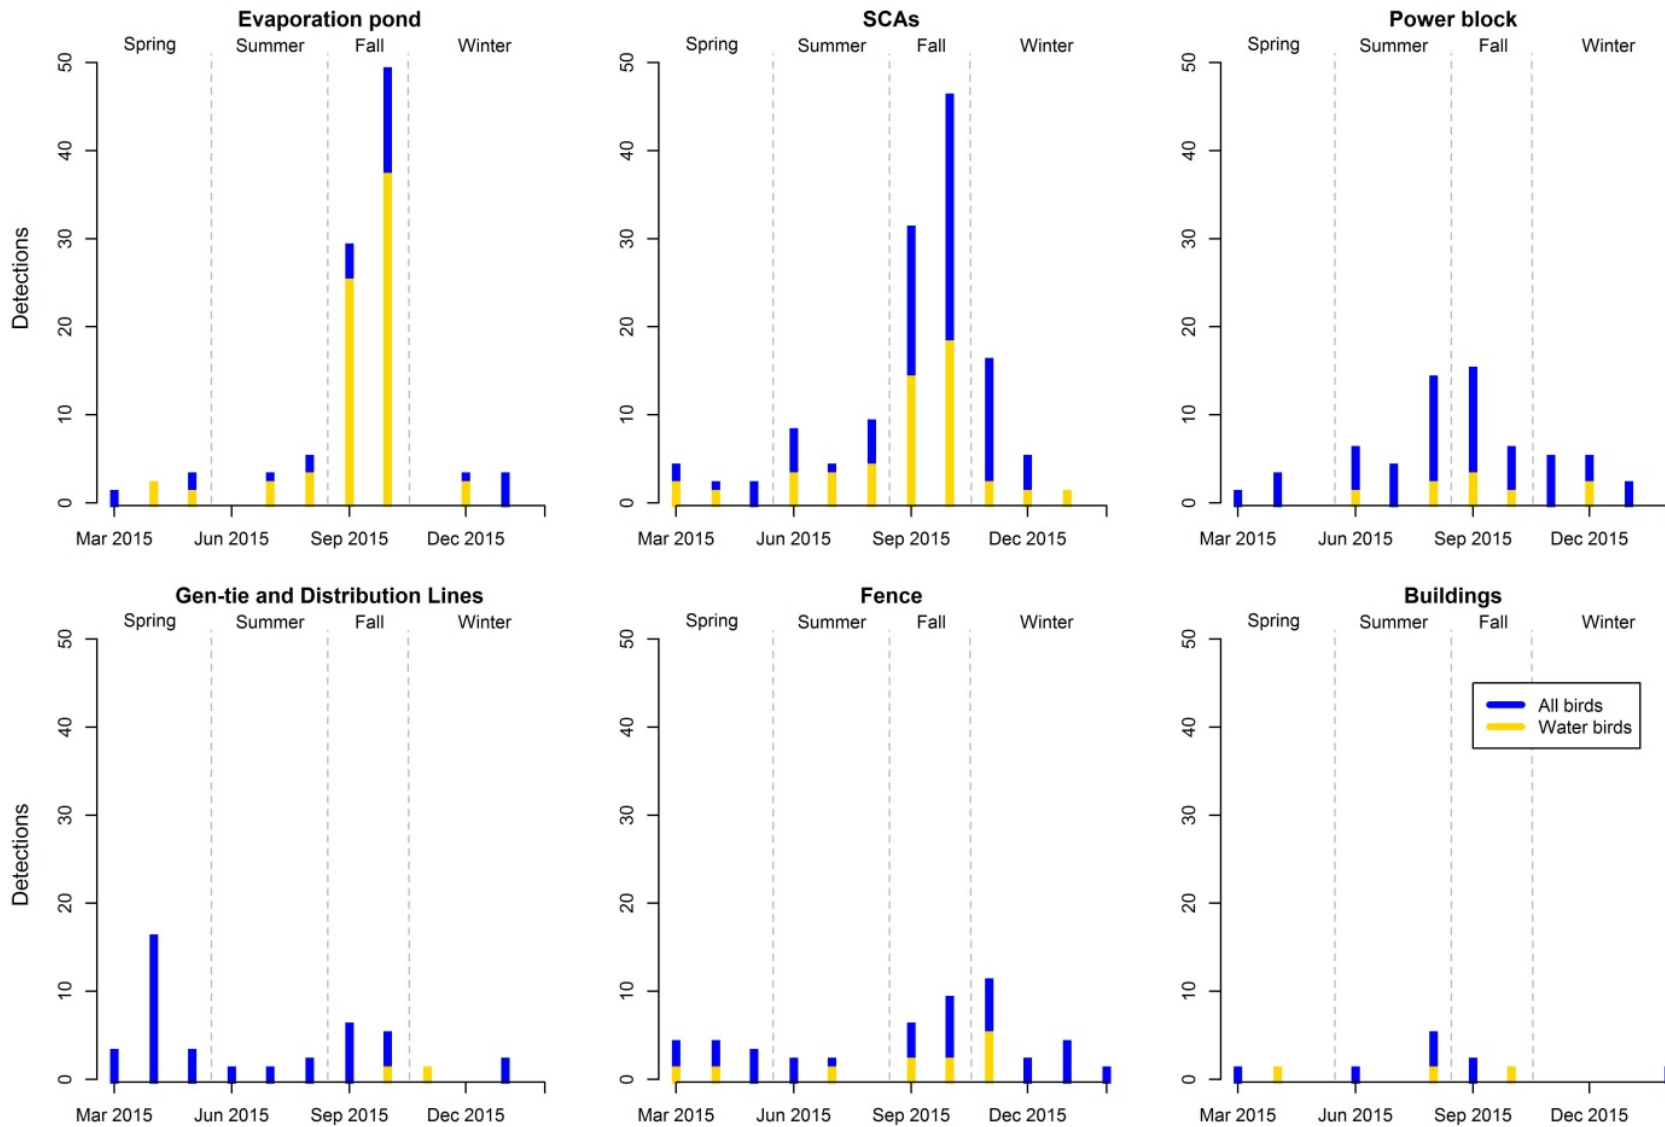 Evaporation pond
Spring Summer Fall Winter
50
40
30
20
10
0
Detections
Mar 2015 Jun 2015 Sep 2015 Dec 2015
SCAs
Spring Summer Fall Winter
50
40
30
20
10
0
Mar 2015 Jun 2015 Sep 2015 Dec 2015
Power block
Spring Summer Fall Winter
50
40
30
20
10
0
Mar 2015 Jun 2015 Sep 2015 Dec 2015
Gen-tie and Distribution Lines
Spring Summer Fall Winter
50
40
30
20
10
0
Detections
Mar 2015 Jun 2015 Sep 2015 Dec 2015
Fence
Spring Summer Fall Winter
50
40
30
20
10
0
Mar 2015 Jun 2015 Sep 2015 Dec 2015
Buildings
Spring Summer Fall Winter
50
40
30
20
10
0
All birds
Water birds
Mar 2015 Jun 2015 Sep 2015 Dec 2015